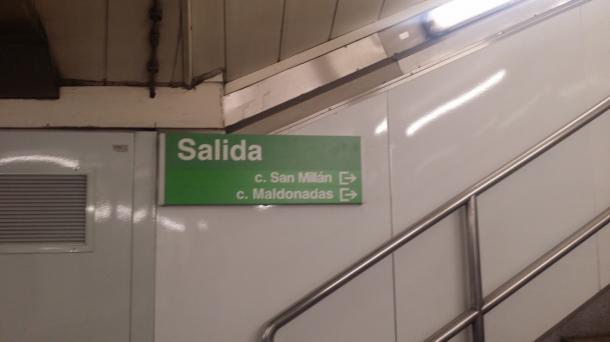 Salida
c. San Millán
c. Maldonadas